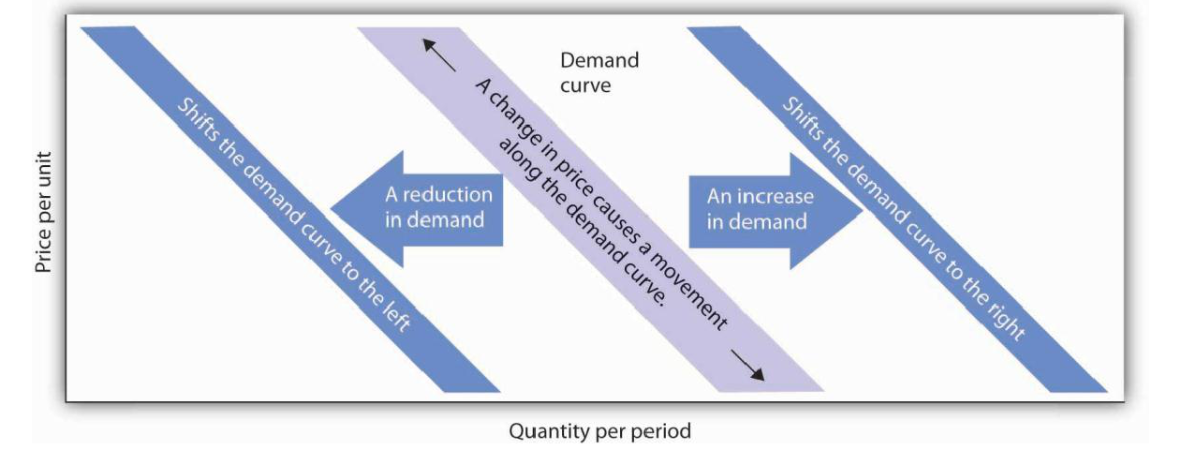 Demand
curve
Shifts the demand curve to the left
A reduction
in demand
A change in price causes a movement
along the demand curve.
An increase
in demand
Shifts the demand curve to the right
Price per unit
Quantity per period